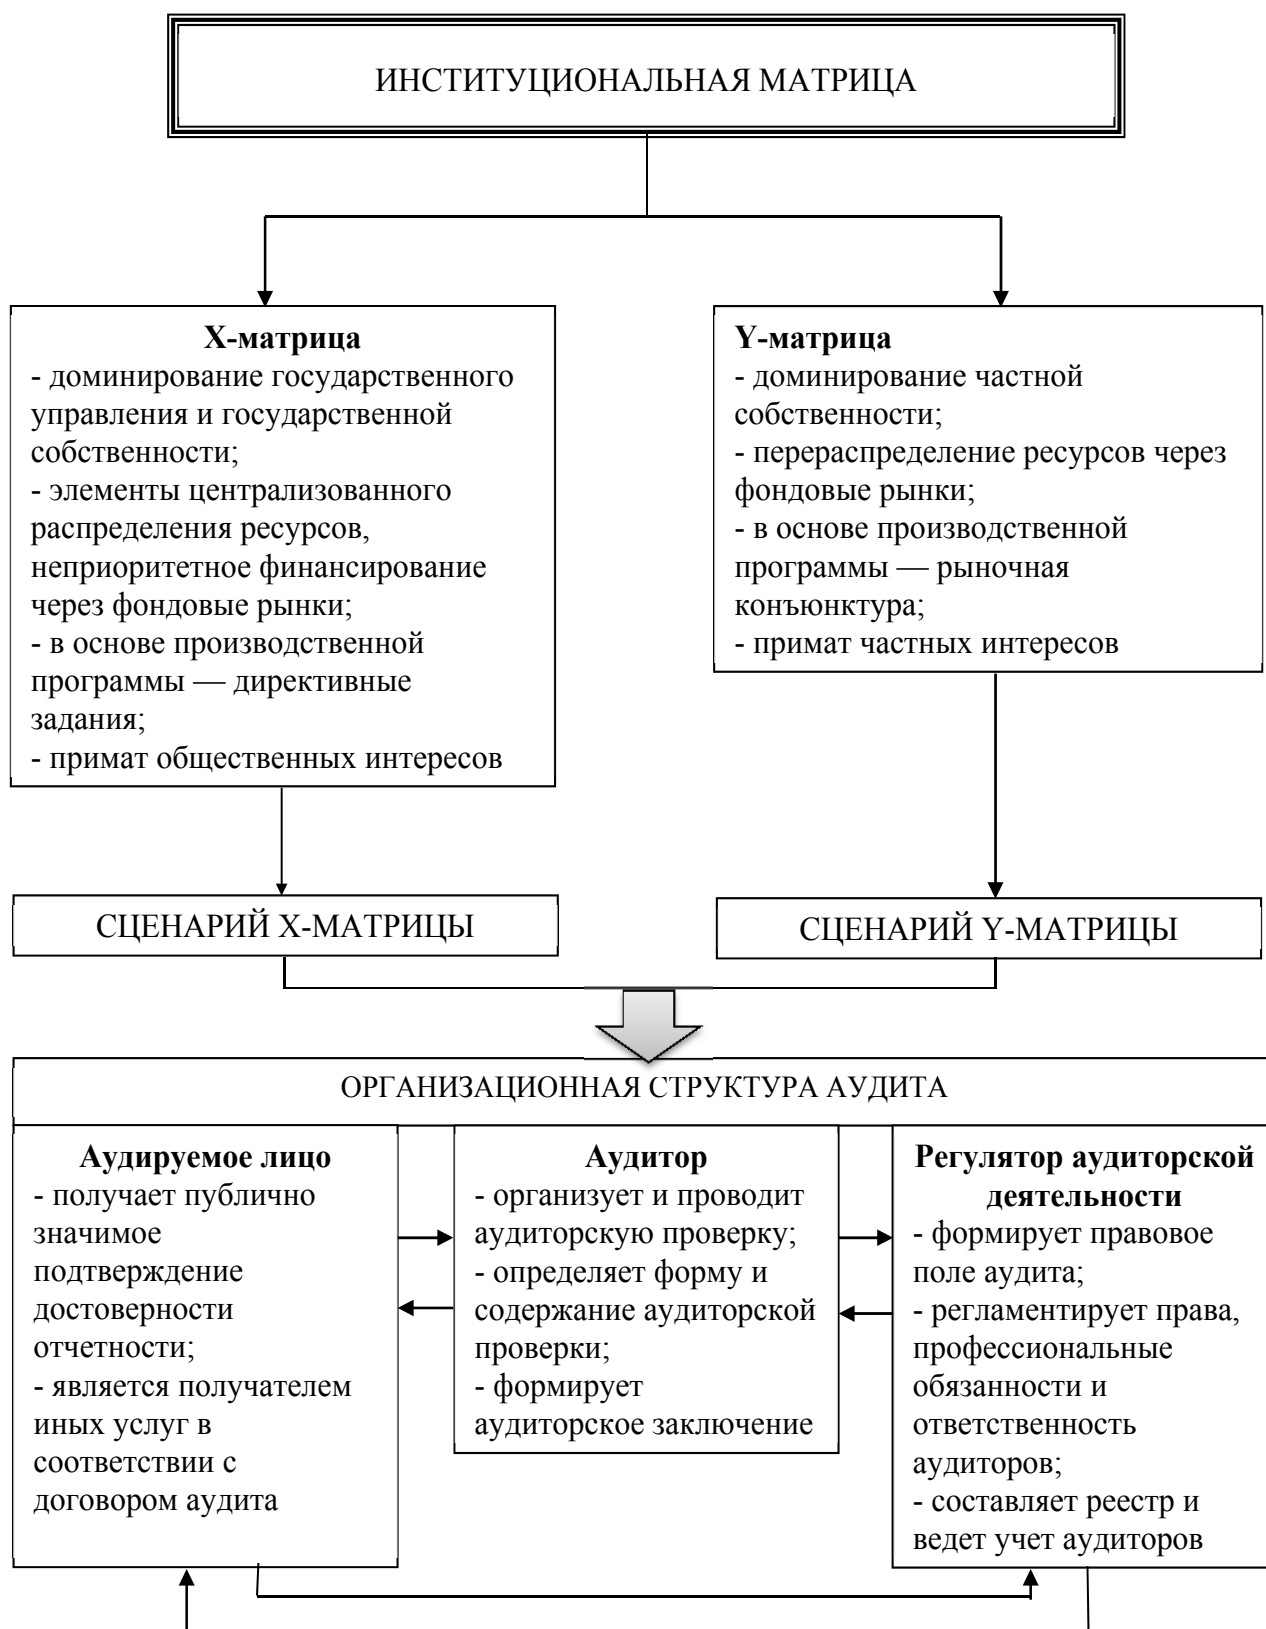 ИНСТИТУЦИОНАЛЬНАЯ МАТРИЦА
X-матрица
- доминирование государственного
управления и государственной
собственности;
- элементы централизованного
распределения ресурсов,
неприоритетное финансирование
через фондовые рынки;
- в основе производственной
программы — директивные
задания;
- примат общественных интересов
Y-матрица
- доминирование частной
собственности;
- перераспределение ресурсов через
фондовые рынки;
- в основе производственной
программы — рыночная
конъюнктура;
- примат частных интересов
СЦЕНАРИЙ X-МАТРИЦЫ
СЦЕНАРИЙ Y-МАТРИЦЫ
ОРГАНИЗАЦИОННАЯ СТРУКТУРА АУДИТА
Аудируемое лицо
- получает публично
значимое
подтверждение
достоверности
отчетности;
- является получателем
иных услуг в
соответствии с
договором аудита
Аудитор
- организует и проводит
аудиторскую проверку;
- определяет форму и
содержание аудиторской
проверки;
- формирует
аудиторское заключение
Регулятор аудиторской
деятельности
- формирует правовое
поле аудита;
- регламентирует права,
профессиональные
обязанности и
ответственность
аудиторов;
- составляет реестр и
ведет учет аудиторов